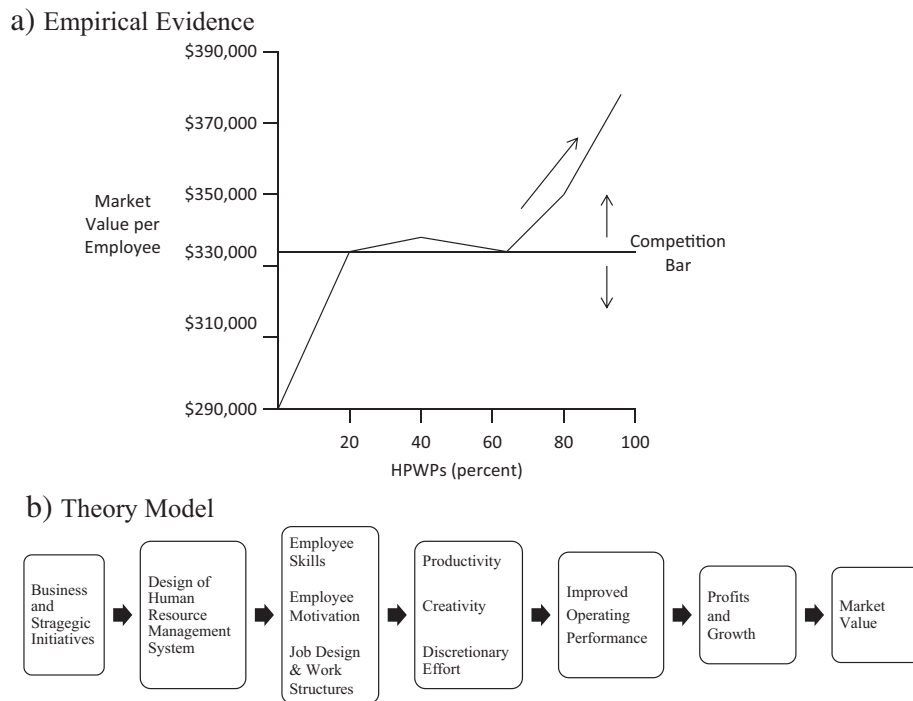 a) Empirical Evidence
$390,000
$370,000
$350,000
$330,000
$310,000
$290,000
Market
Value per
Employee
Competition
Bar
20
40
60
80
100
HPWPs (percent)
b) Theory Model
Business
and
Stragegic
Initiatives
Design of
Human
Resource
Management
System
Employee
Skills
Employee
Motivation
Job Design
& Work
Structures
Productivity
Creativity
Discretionary
Effort
Improved
Operating
Performance
Profits
and
Growth
Market
Value